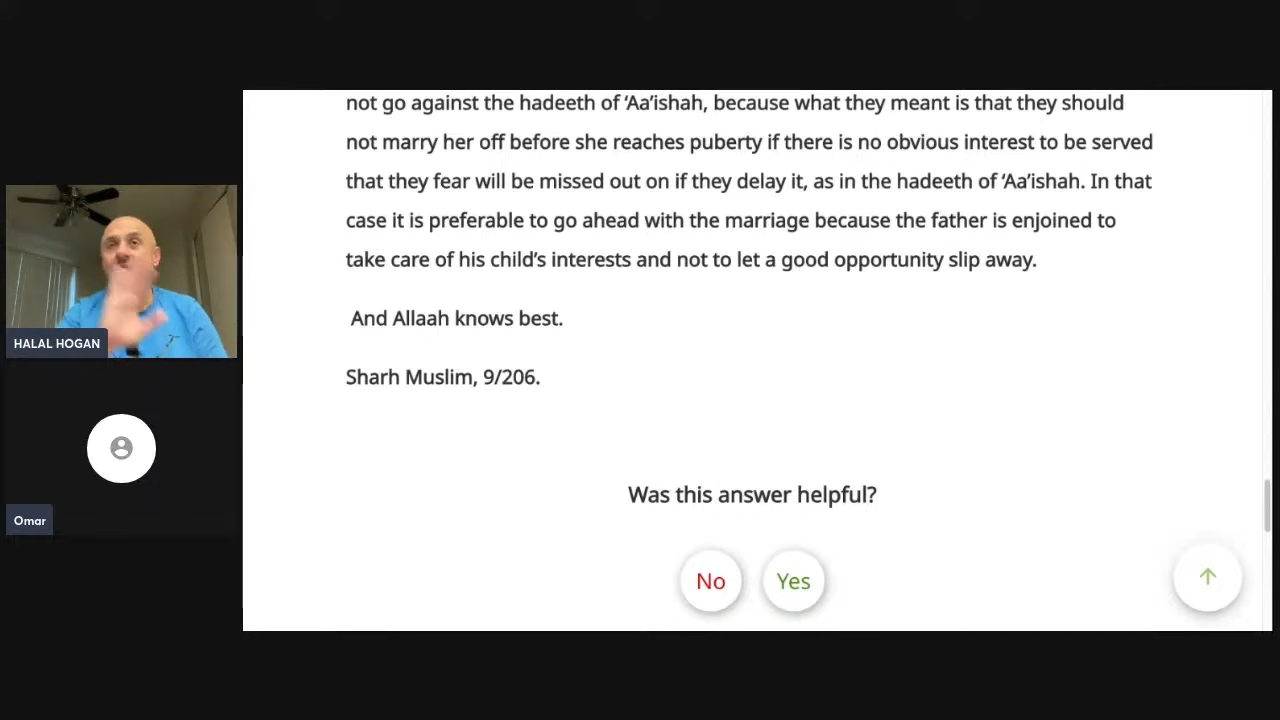 not go against the hadeeth of ‘Aa’ishah, because what they meant is that they should
not marry her off before she reaches puberty if there is no obvious interest to be served
that they fear will be missed out on if they delay it, as in the hadeeth of ‘Aa’ishah. In that
case it is preferable to go ahead with the marriage because the father is enjoined to
take care of his child’s interests and not to let a good opportunity slip away.
And Allaah knows best.
Sharh Muslim, 9/206.
Was this answer helpful?
No Yes
HALAL HOGAN
Omar